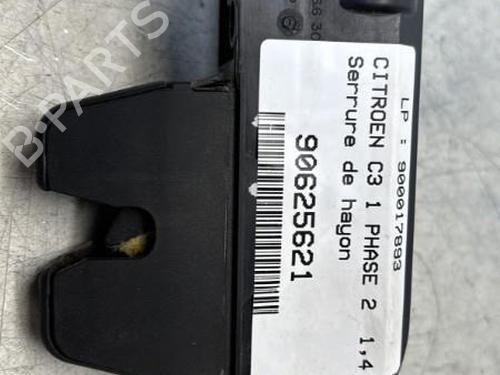 LP : 900017893
CITROEN C3 1 PHASE 2 1,4
Serrure de hayon
90625621
B-PARTS